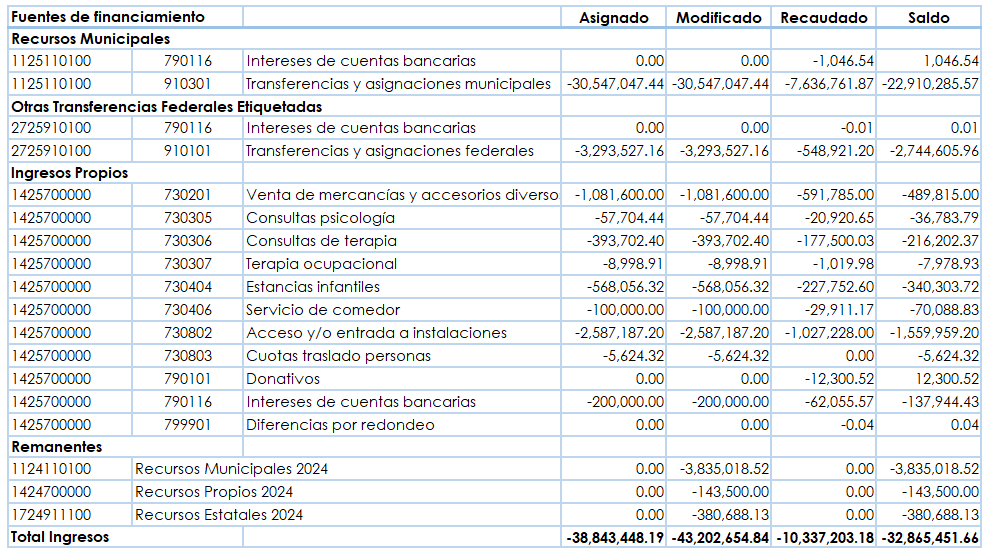 Fuentes de financiamiento Asignado Modificado Recaudado Saldo
Recursos Municipales
1125110100 790116 Intereses de cuentas bancarias 0.00 0.00 -1,046.54 1,046.54
1125110100 910301 Transferencias y asignaciones municipales -30,547,047.44 -30,547,047.44 -7,636,761.87 -22,910,285.57
Otras Transferencias Federales Etiquetadas
2725910100 790116 Intereses de cuentas bancarias 0.00 0.00 -0.01 0.01
2725910100 910101 Transferencias y asignaciones federales -3,293,527.16 -3,293,527.16 -548,921.20 -2,744,605.96
Ingresos Propios
1425700000 730201 Venta de mercancías y accesorios diverso -1,081,600.00 -1,081,600.00 -591,785.00 -489,815.00
1425700000 730305 Consultas psicología -57,704.44 -57,704.44 -20,920.65 -36,783.79
1425700000 730306 Consultas de terapia -393,702.40 -393,702.40 -177,500.03 -216,202.37
1425700000 730307 Terapia ocupacional -8,998.91 -8,998.91 -1,019.98 -7,978.93
1425700000 730404 Estancias infantiles -568,056.32 -568,056.32 -227,752.60 -340,303.72
1425700000 730406 Servicio de comedor -100,000.00 -100,000.00 -29,911.17 -70,088.83
1425700000 730802 Acceso y/o entrada a instalaciones -2,587,187.20 -2,587,187.20 -1,027,228.00 -1,559,959.20
1425700000 730803 Cuotas traslado personas -5,624.32 -5,624.32 0.00 -5,624.32
1425700000 790101 Donativos 0.00 0.00 -12,300.52 12,300.52
1425700000 790116 Intereses de cuentas bancarias -200,000.00 -200,000.00 -62,055.57 -137,944.43
1425700000 799901 Diferencias por redondeo 0.00 0.00 -0.04 0.04
Remanentes
1124110100 Recursos Municipales 2024 0.00 -3,835,018.52 0.00 -3,835,018.52
1424700000 Recursos Propios 2024 0.00 -143,500.00 0.00 -143,500.00
1724911100 Recursos Estatales 2024 0.00 -380,688.13 0.00 -380,688.13
Total Ingresos -38,843,448.19 -43,202,654.84 -10,337,203.18 -32,865,451.66